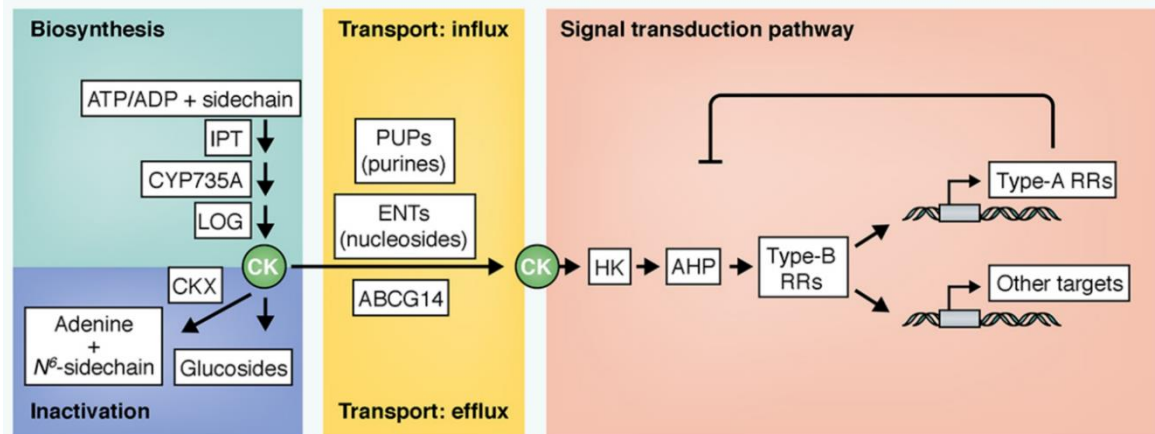 Biosynthesis
ATP/ADP + sidechain
IPT
CYP735A
LOG
CK
CKX
Adenine
+
N⁶-sidechain
Glucosides
Inactivation
Transport: influx
PUPs
(purines)
ENTs
(nucleosides)
ABCG14
Transport: efflux
Signal transduction pathway
CK
HK
AHP
Type-B
RRs
Type-A RRs
Other targets